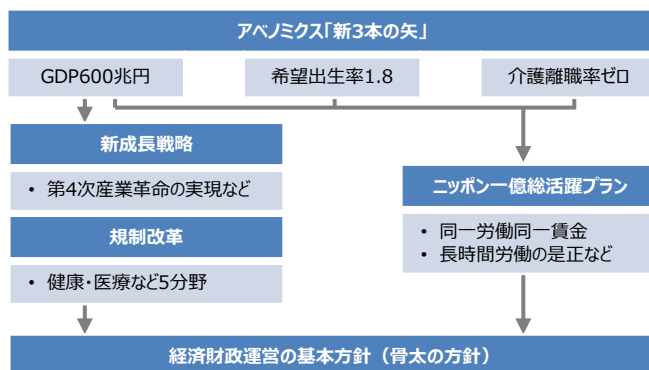 アベノミクス「新3本の矢」
GDP600兆円
希望出生率1.8
介護離職率ゼロ
新成長戦略
• 第4次産業革命の実現など
規制改革
• 健康・医療など5分野
ニッポン一億総活躍プラン
• 同一労働同一賃金
• 長時間労働の是正など
経済財政運営の基本方針（骨太の方針）